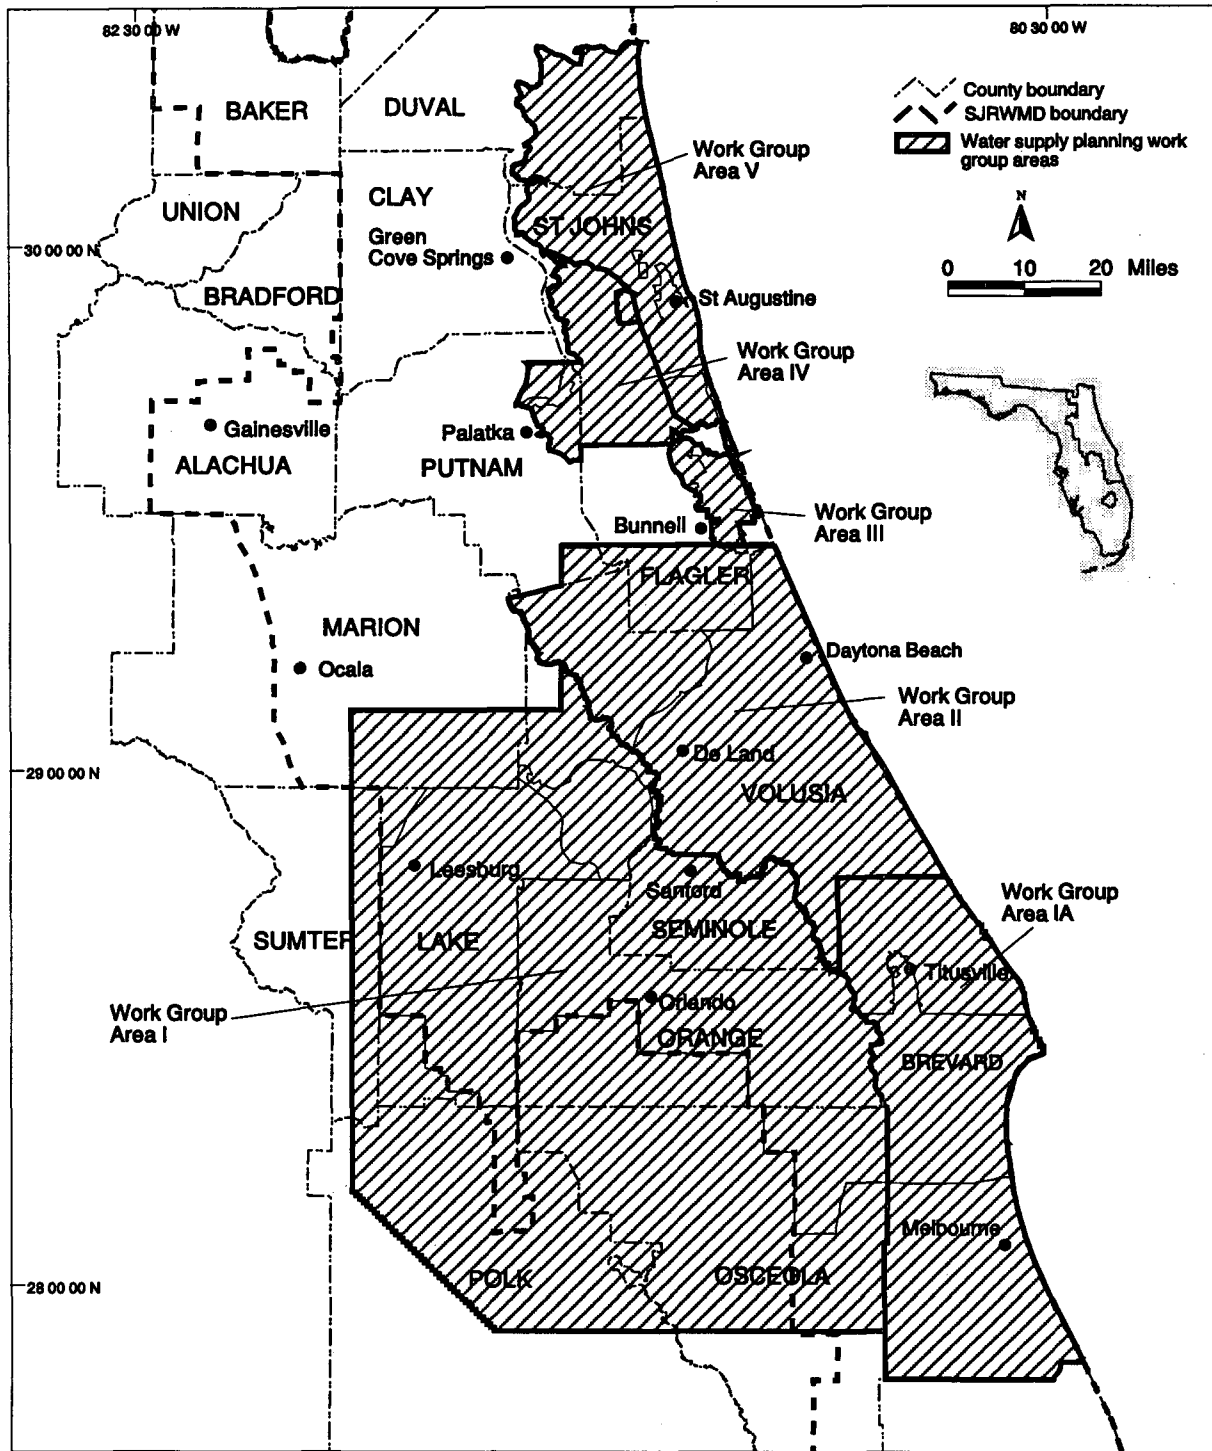 82 30 00 W
80 30 00 W
County boundary
SJRWMD boundary
Water supply planning work
group areas
N
0 10 20 Miles
BAKER
DUVAL
Work Group
Area V
UNION
CLAY
ST JOHNS
30 00 00 N
Green
Cove Springs
BRADFORD
St Augustine
Work Group
Area IV
Gainesville
Palatka
ALACHUA
PUTNAM
Bunnell
Work Group
Area III
FLAGLER
MARION
Ocala
Daytona Beach
Work Group
Area II
De Land
29 00 00 N
VOLUSIA
Leesburg
Sanford
Work Group
Area IA
SUMTER
LAKE
SEMINOLE
Titusville
Orlando
Work Group
Area I
ORANGE
BREVARD
Melbourne
POLK
OSCEOLA
28 00 00 N